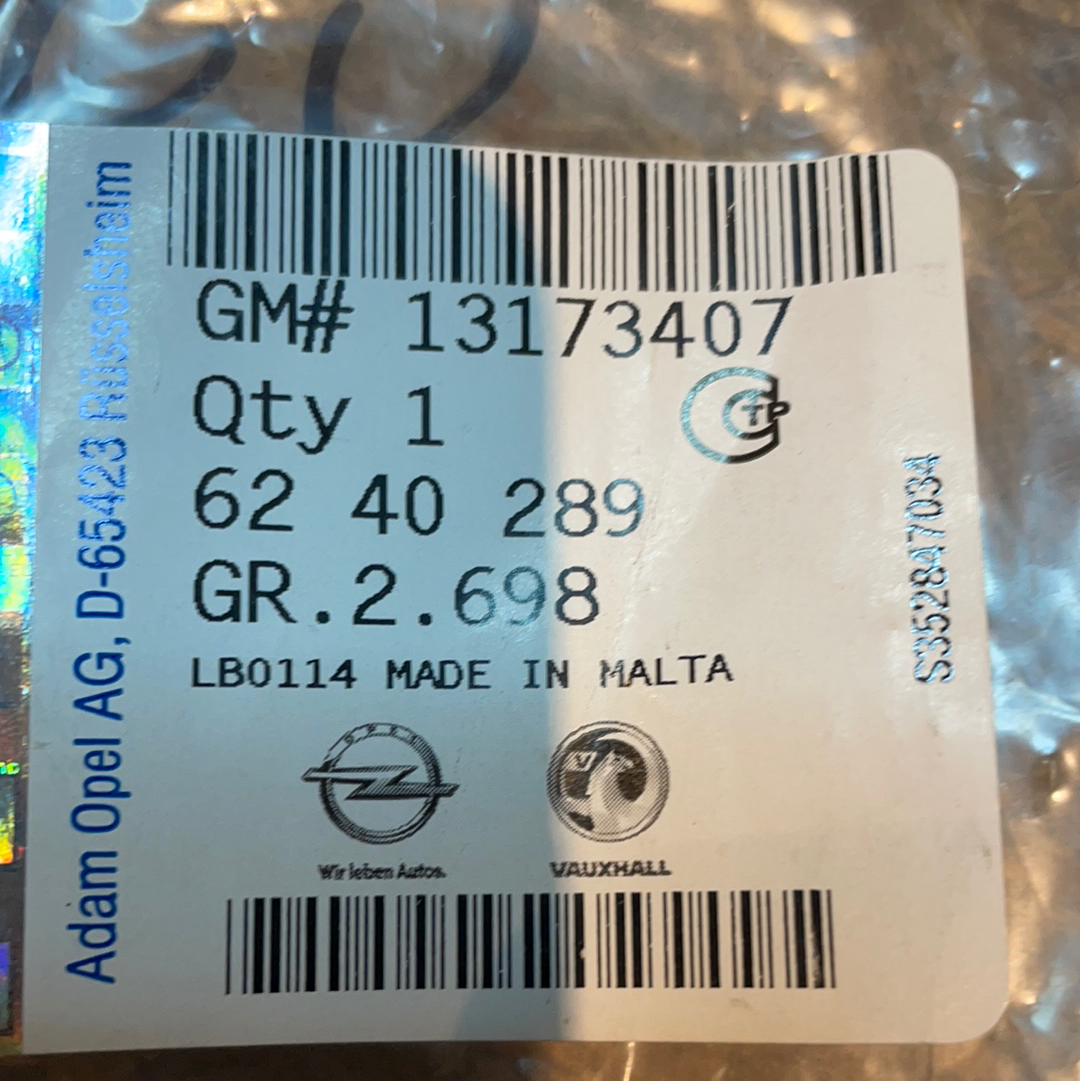 Adam Opel AG, D-65423 Rüsselsheim
GM# 13173407
Qty 1
TP
62 40 289
GR.2.698
LB0114 MADE IN MALTA
S352847034
OPEL
Wir leben Autos.
VAUXHALL